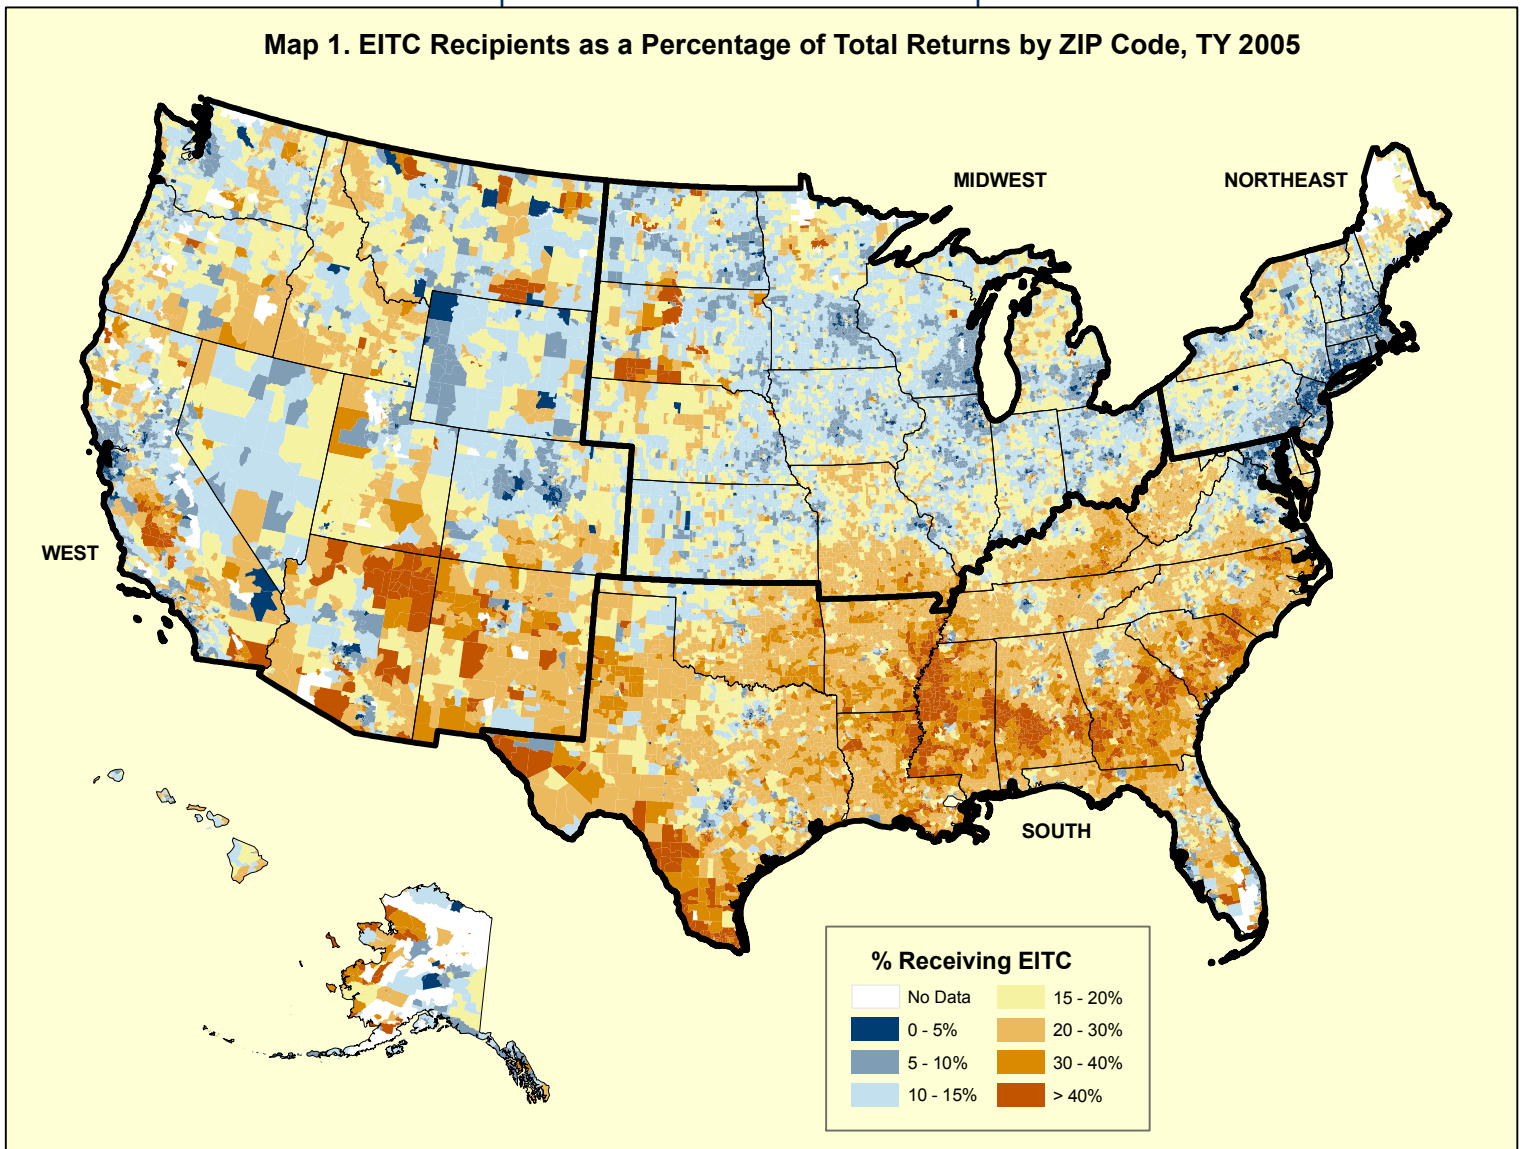 Map 1. EITC Recipients as a Percentage of Total Returns by ZIP Code, TY 2005
MIDWEST
NORTHEAST
WEST
SOUTH
% Receiving EITC
No Data
0 - 5%
5 - 10%
10 - 15%
15 - 20%
20 - 30%
30 - 40%
> 40%